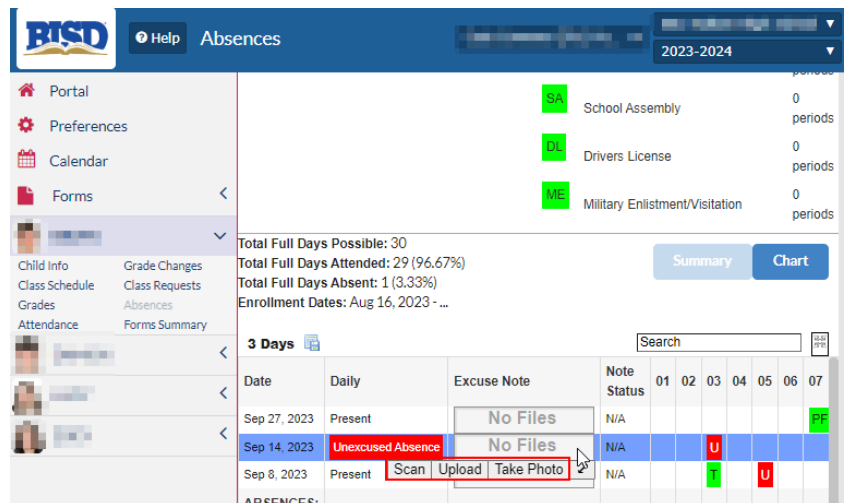 BISD
? Help
Absences
2023-2024
Portal
Preferences
Calendar
Forms
Child Info
Grade Changes
Class Schedule
Class Requests
Grades
Absences
Attendance
Forms Summary
SA School Assembly 0 periods
DL Drivers License 0 periods
ME Military Enlistment/Visitation 0 periods
Total Full Days Possible: 30
Total Full Days Attended: 29 (96.67%)
Total Full Days Absent: 1 (3.33%)
Enrollment Dates: Aug 16, 2023 - ...
Summary
Chart
3 Days
Search
Date Daily Excuse Note Note Status 01 02 03 04 05 06 07
Sep 27, 2023 Present No Files N/A PF
Sep 14, 2023 Unexcused Absence No Files N/A U
Scan Upload Take Photo
Sep 8, 2023 Present N/A T U
ABSENCES: